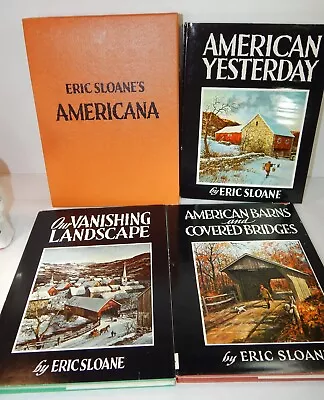 ERIC SLOANE'S
AMERICANA
AMERICAN
YESTERDAY
by ERIC SLOANE
Our VANISHING
LANDSCAPE
by ERIC SLOANE
AMERICAN BARNS
and
COVERED BRIDGES
by ERIC SLOANE